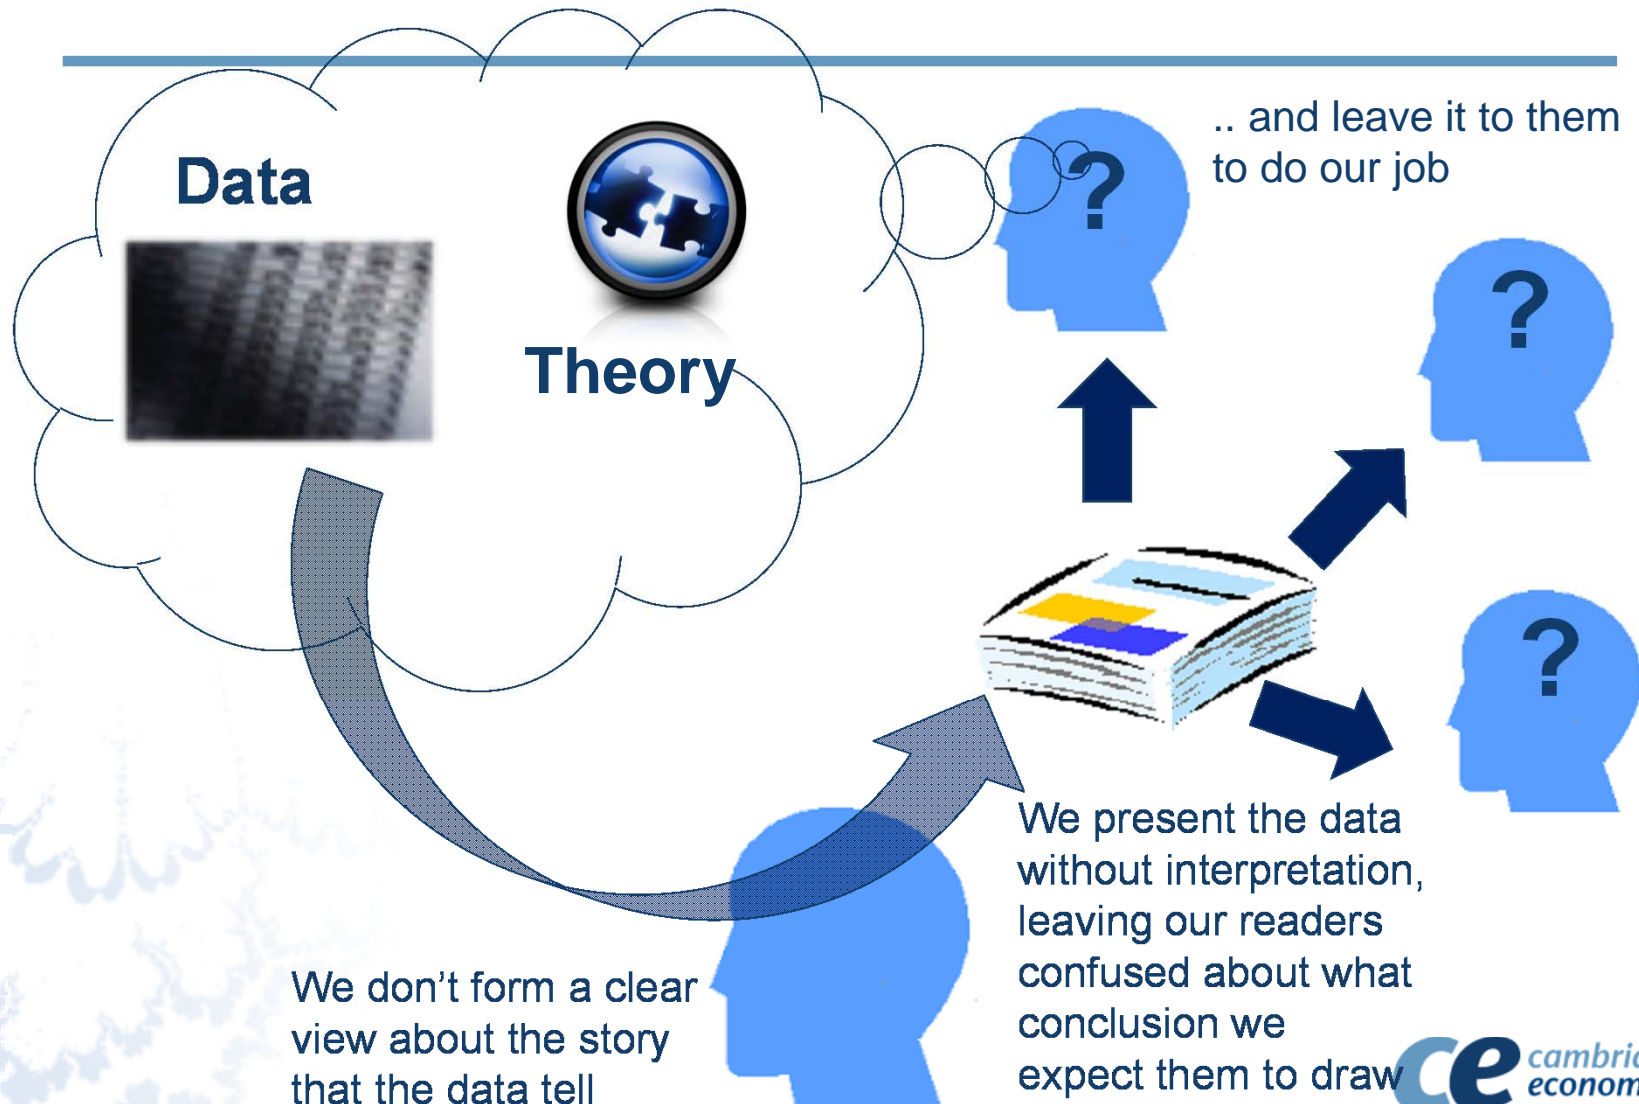 Data
Theory
?
.. and leave it to them
to do our job
?
?
We present the data
without interpretation,
leaving our readers
confused about what
conclusion we
expect them to draw
We don't form a clear
view about the story
that the data tell
ce